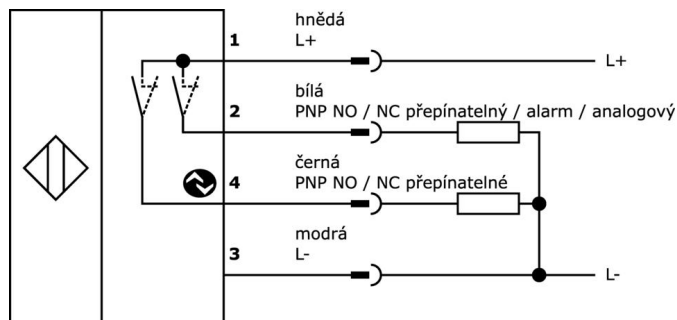 hnědá
1 L+
L+
bílá
2 PNP NO / NC přepínatelný / alarm / analogový
černá
4 PNP NO / NC přepínatelné
modrá
3 L-
L-